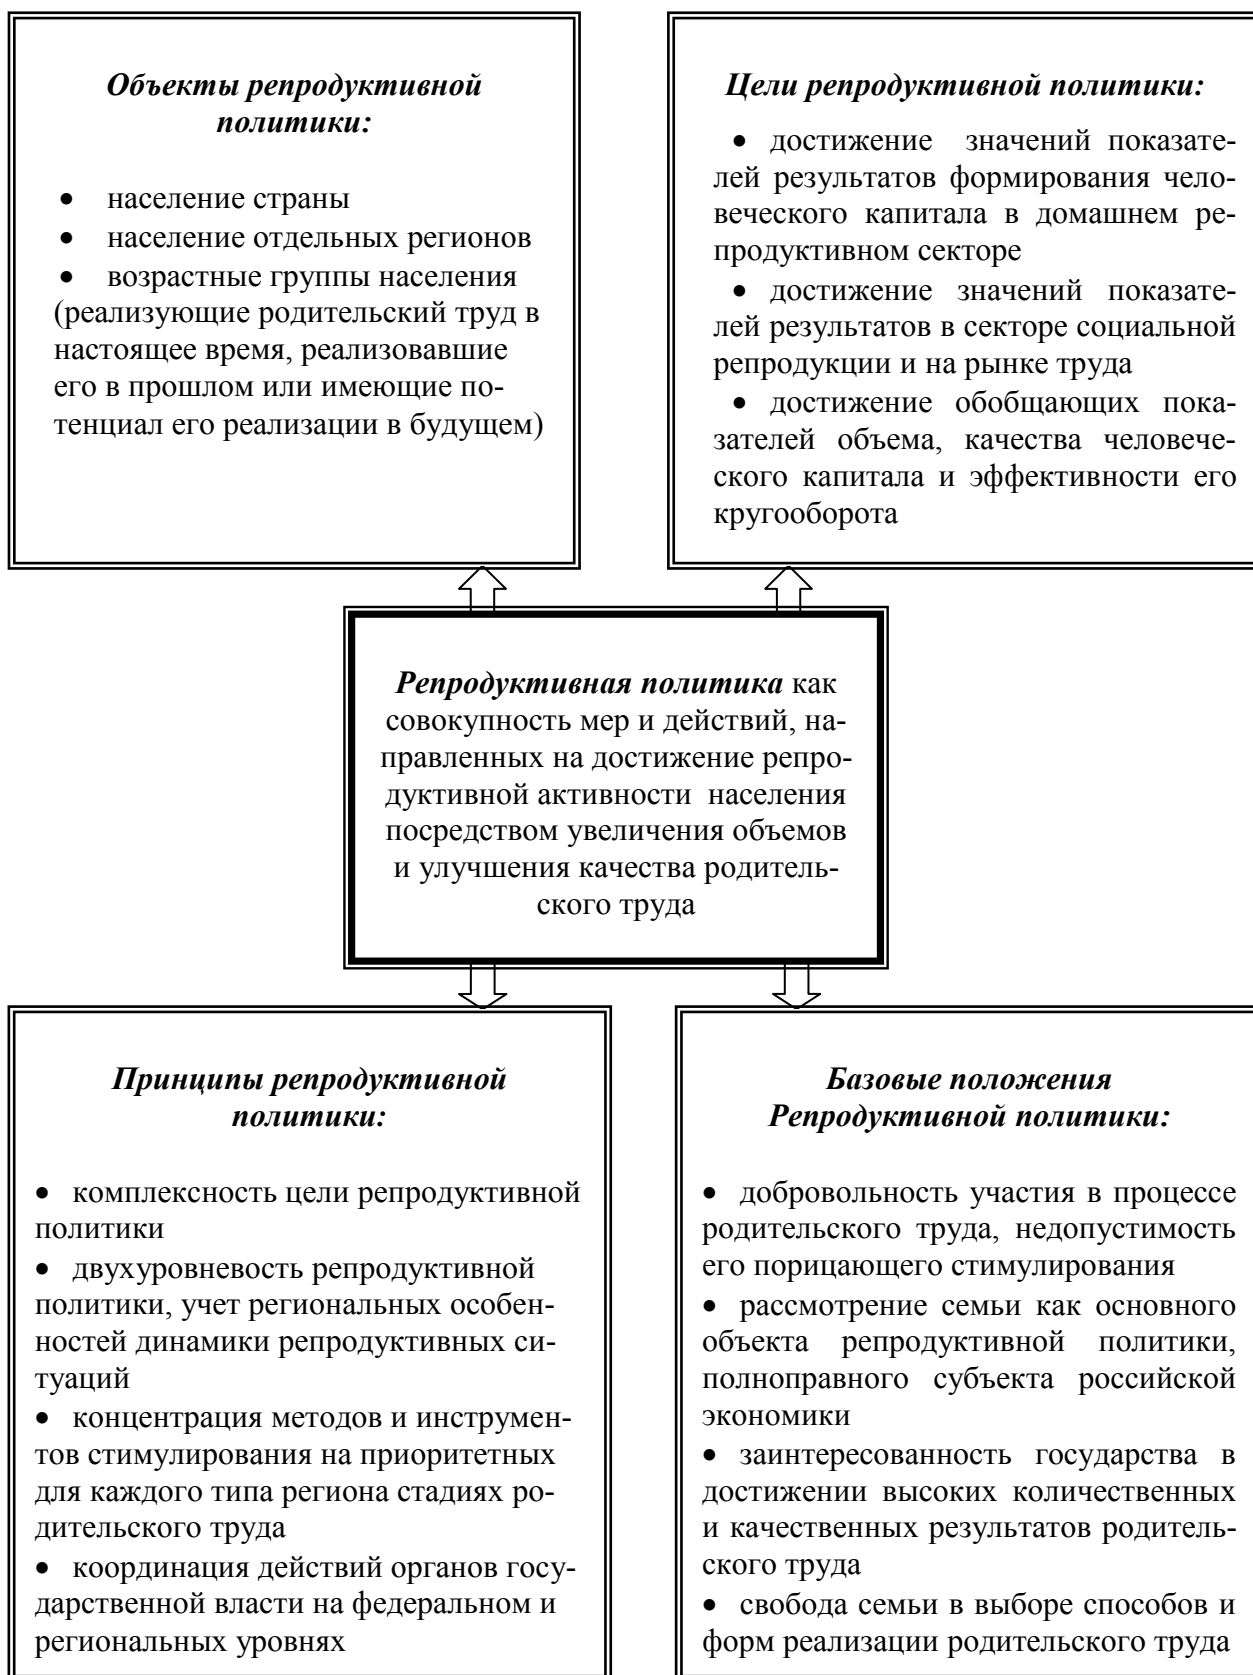 Объекты репродуктивной
политики:
• население страны
• население отдельных регионов
• возрастные группы населения
(реализующие родительский труд в
настоящее время, реализовавшие
его в прошлом или имеющие по-
тенциал его реализации в будущем)
Цели репродуктивной политики:
• достижение значений показате-
лей результатов формирования чело-
веческого капитала в домашнем ре-
продуктивном секторе
• достижение значений показате-
лей результатов в секторе социальной
репродукции и на рынке труда
• достижение обобщающих пока-
зателей объема, качества человече-
ского капитала и эффективности его
кругооборота
Репродуктивная политика как
совокупность мер и действий, на-
правленных на достижение репро-
дуктивной активности населения
посредством увеличения объемов
и улучшения качества родитель-
ского труда
Принципы репродуктивной
политики:
• комплексность цели репродуктивной
политики
• двухуровневость репродуктивной
политики, учет региональных особен-
ностей динамики репродуктивных си-
туаций
• концентрация методов и инструмен-
тов стимулирования на приоритетных
для каждого типа региона стадиях ро-
дительского труда
• координация действий органов госу-
дарственной власти на федеральном и
региональных уровнях
Базовые положения
Репродуктивной политики:
• добровольность участия в процессе
родительского труда, недопустимость
его порицающего стимулирования
• рассмотрение семьи как основного
объекта репродуктивной политики,
полноправного субъекта российской
экономики
• заинтересованность государства в
достижении высоких количественных
и качественных результатов родитель-
ского труда
• свобода семьи в выборе способов и
форм реализации родительского труда